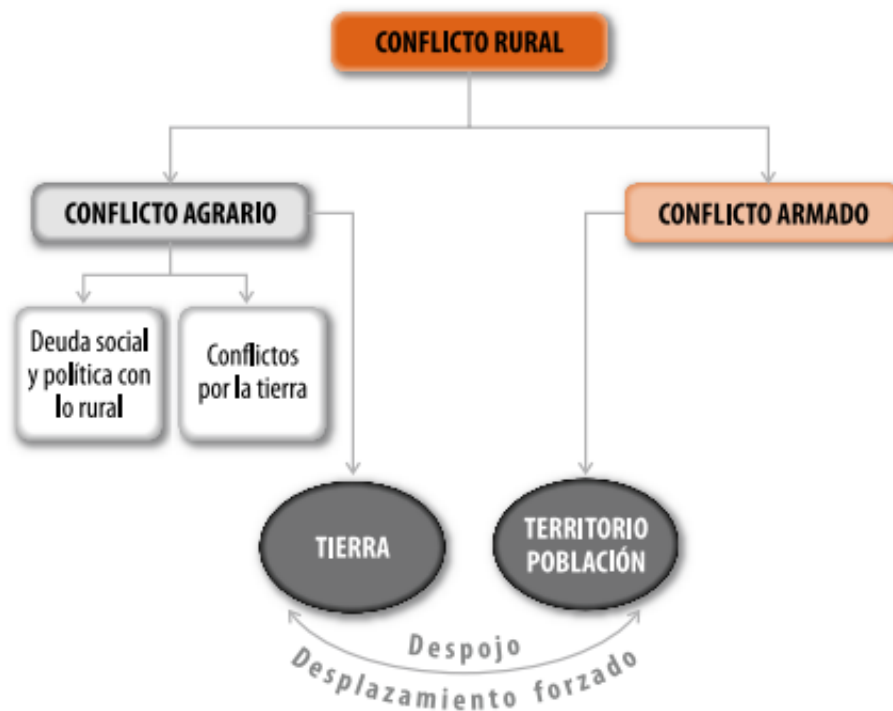 CONFLICTO RURAL
CONFLICTO AGRARIO
CONFLICTO ARMADO
Deuda social
y política con
lo rural
Conflictos
por la tierra
TIERRA
TERRITORIO
POBLACIÓN
Despojo
Desplazamiento forzado